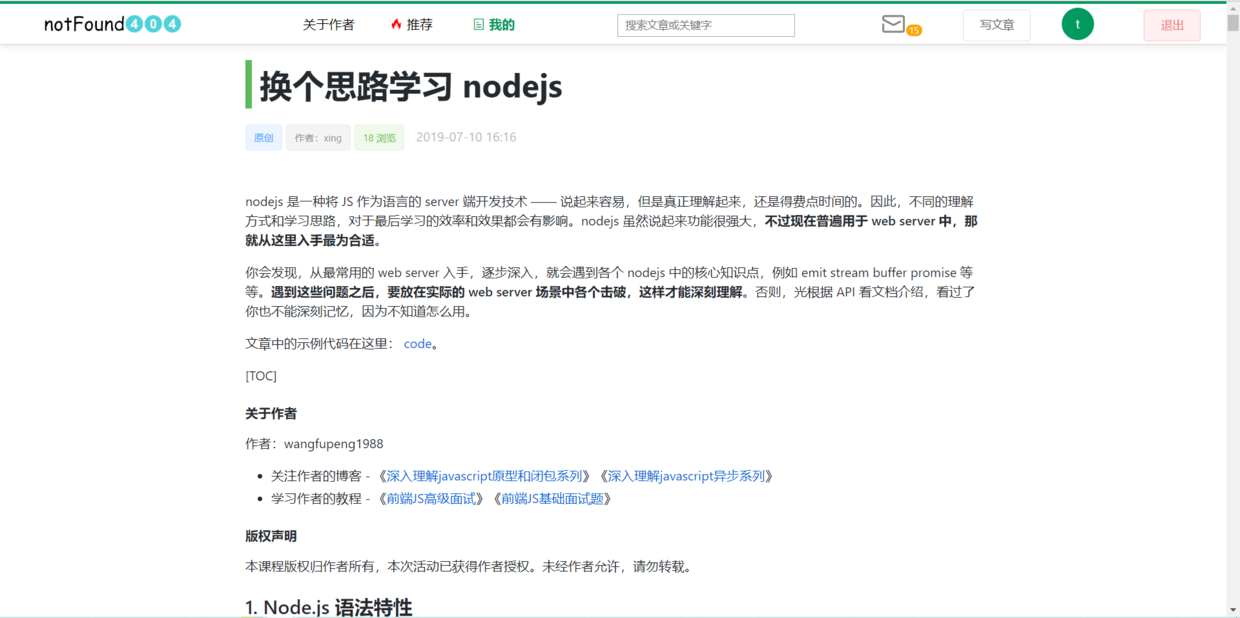 notFound404 关于作者 推荐 我的 搜索文章或关键字 15 写文章 t 退出
换个思路学习 nodejs
原创 作者：xing 18 浏览 2019-07-10 16:16
nodejs 是一种将 JS 作为语言的 server 端开发技术 —— 说起来容易，但是真正理解起来，还是得费点时间的。因此，不同的理解
方式和学习思路，对于最后学习的效率和效果都会有影响。nodejs 虽然说起来功能很强大，不过现在普遍用于 web server 中，那
就从这里入手最为合适。
你会发现，从最常用的 web server 入手，逐步深入，就会遇到各个 nodejs 中的核心知识点，例如 emit stream buffer promise 等
等。遇到这些问题之后，要放在实际的 web server 场景中各个击破，这样才能深刻理解。否则，光根据 API 看文档介绍，看过了
你也不能深刻记忆，因为不知道怎么用。
文章中的示例代码在这里： code。
[TOC]
关于作者
作者：wangfupeng1988
• 关注作者的博客 - 《深入理解javascript原型和闭包系列》《深入理解javascript异步系列》
• 学习作者的教程 - 《前端JS高级面试》《前端JS基础面试题》
版权声明
本课程版权归作者所有，本次活动已获得作者授权。未经作者允许，请勿转载。
1. Node.js 语法特性